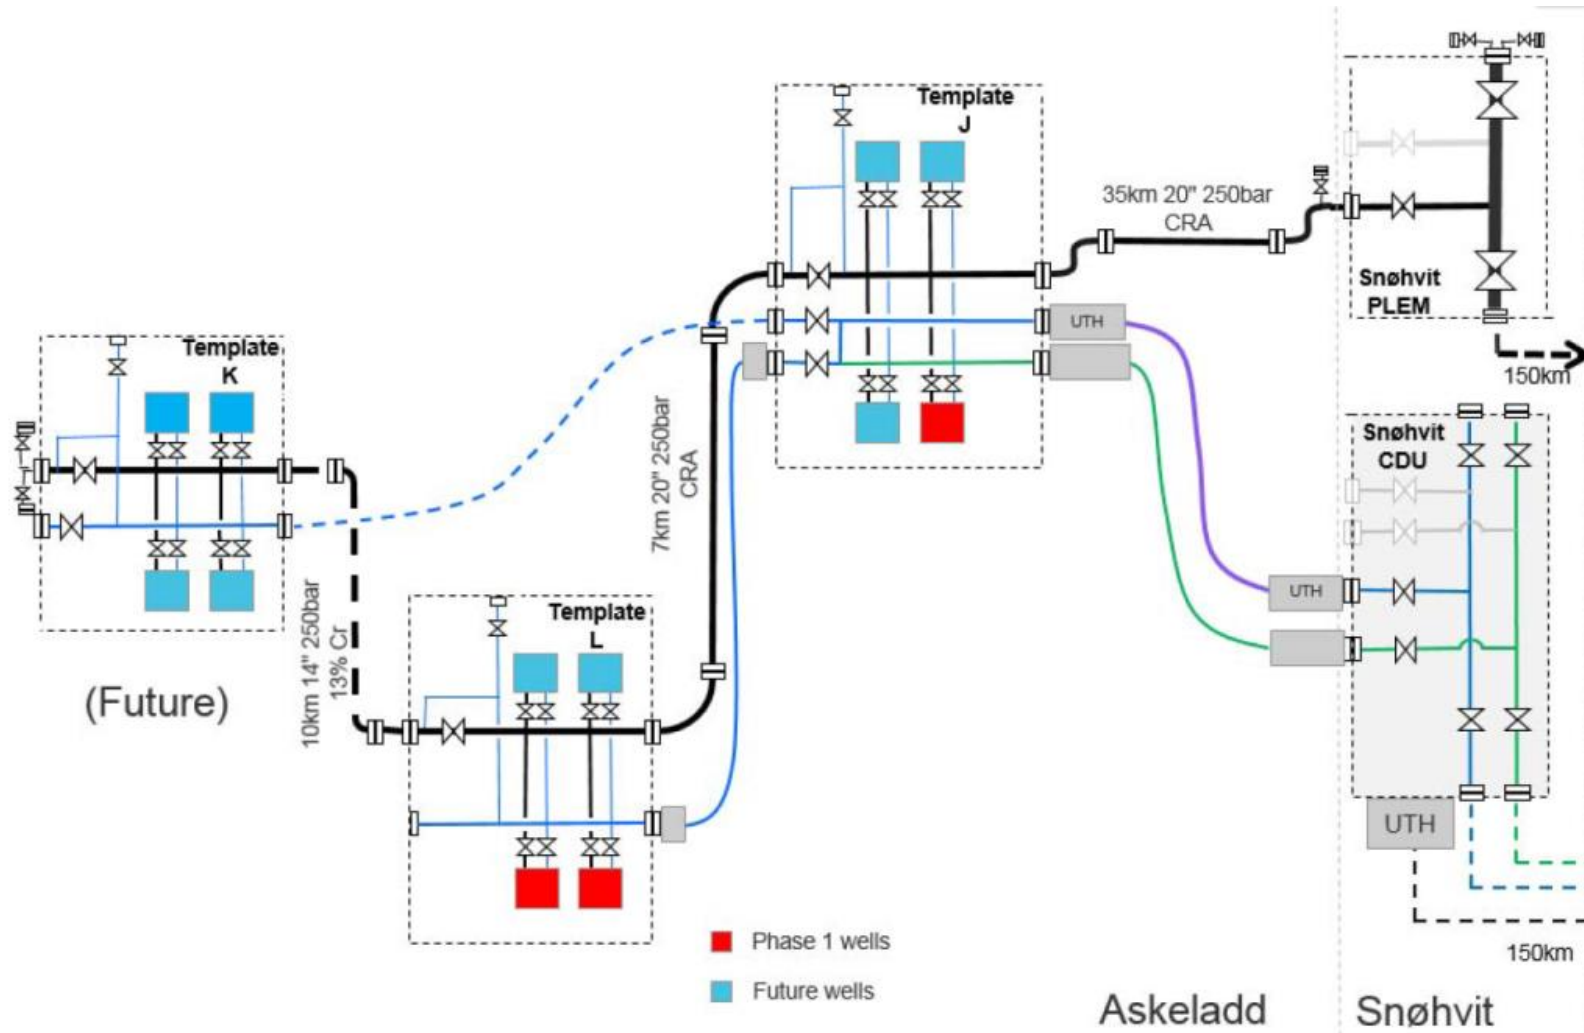 Template
J
35km 20" 250bar
CRA
Snøhvit
PLEM
150km
UTH
Template
K
7km 20" 250bar
CRA
Snøhvit
CDU
10km 14" 250bar
13% Cr
(Future)
Template
L
UTH
UTH
Phase 1 wells
Future wells
150km
Askeladd
Snøhvit